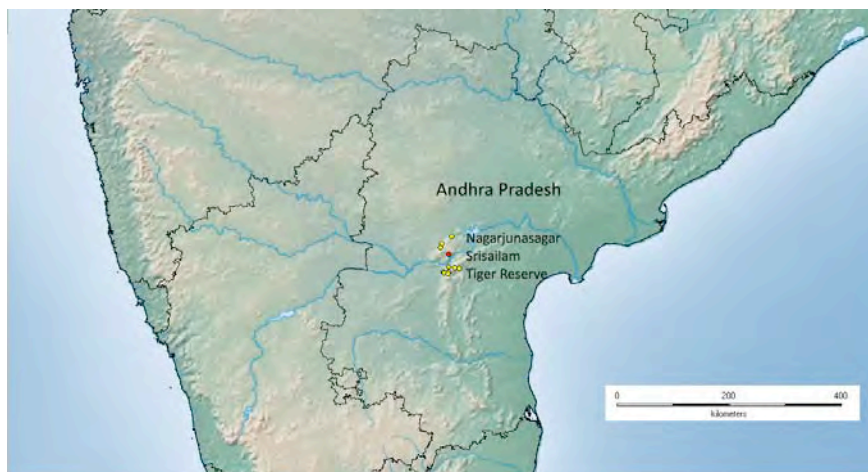 Andhra Pradesh
Nagarjunasagar
Srisailam
Tiger Reserve
0 200 400
kilometers